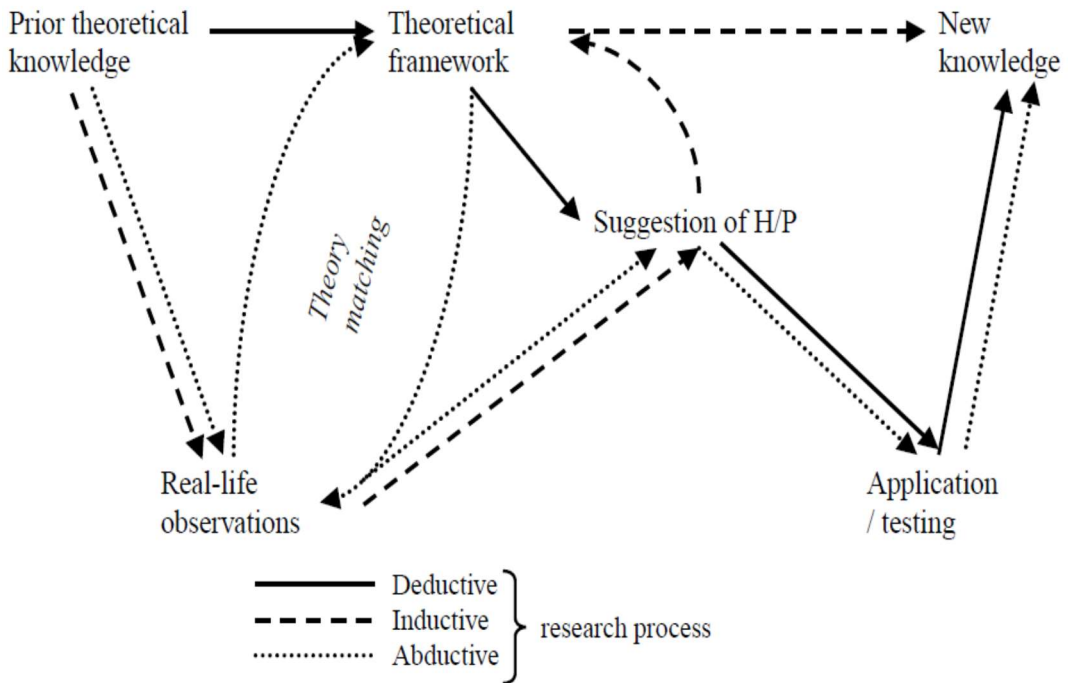 Prior theoretical
knowledge
Theoretical
framework
New
knowledge
Suggestion of H/P
Theory
matching
Real-life
observations
Application
/ testing
Deductive
Inductive
Abductive
research process